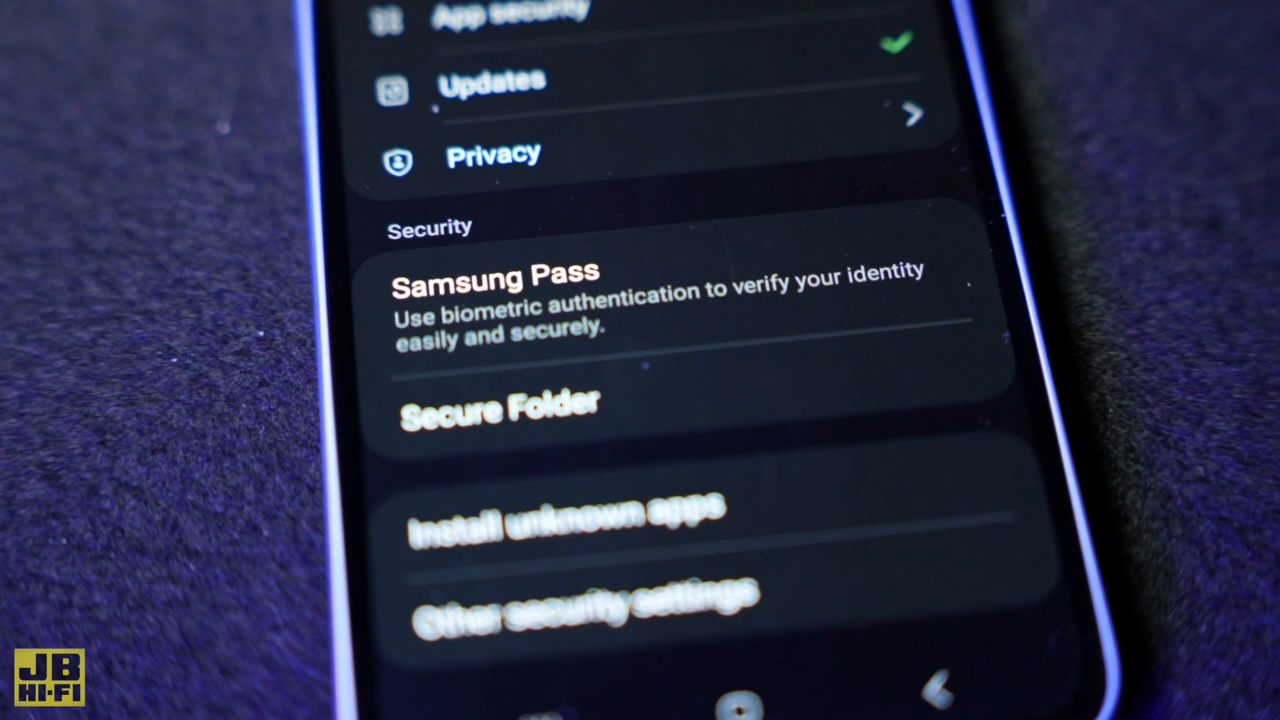 App security
Updates
Privacy
Security
Samsung Pass
Use biometric authentication to verify your identity
easily and securely.
Secure Folder
Install unknown apps
Other security settings
JB
HI-FI